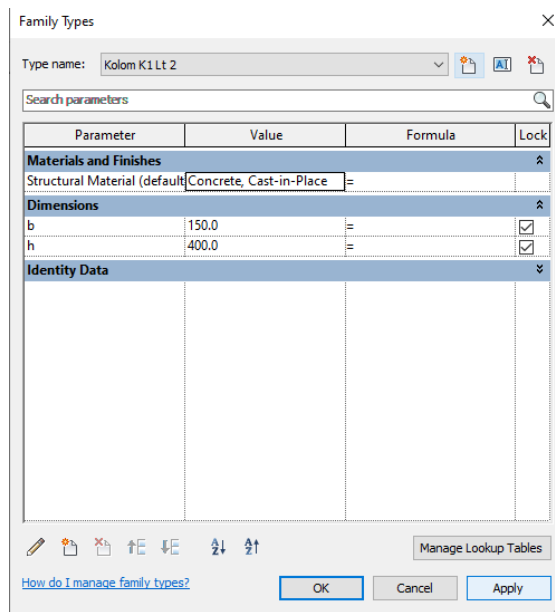 Family Types
Type name: Kolom K1 Lt 2
Search parameters
Parameter Value Formula Lock
Materials and Finishes
Structural Material (default Concrete, Cast-in-Place =
Dimensions
b 150.0 =
h 400.0 =
Identity Data
Manage Lookup Tables
How do I manage family types?
OK Cancel Apply